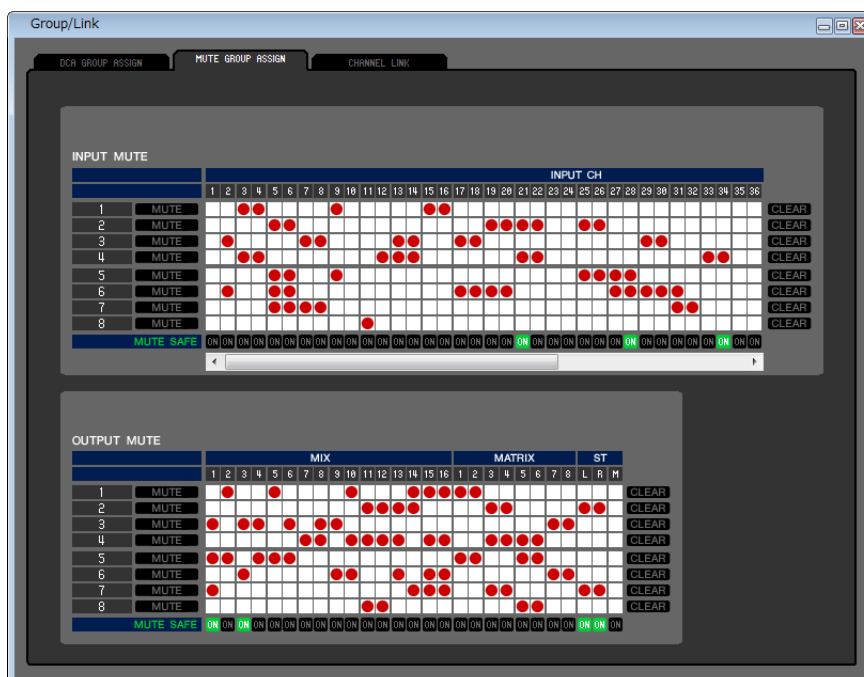 Group/Link
DCA GROUP ASSIGN MUTE GROUP ASSIGN CHANNEL LINK
INPUT MUTE
INPUT CH
1 2 3 4 5 6 7 8 9 10 11 12 13 14 15 16 17 18 19 20 21 22 23 24 25 26 27 28 29 30 31 32 33 34 35 36
1 MUTE CLEAR
2 MUTE CLEAR
3 MUTE CLEAR
4 MUTE CLEAR
5 MUTE CLEAR
6 MUTE CLEAR
7 MUTE CLEAR
8 MUTE CLEAR
MUTE SAFE ON ON ON ON ON ON ON ON ON ON ON ON ON ON ON ON ON ON ON ON ON ON ON ON ON ON ON ON ON ON ON ON ON ON ON ON
OUTPUT MUTE
MIX MATRIX ST
1 2 3 4 5 6 7 8 9 10 11 12 13 14 15 16 1 2 3 4 5 6 7 8 L R M
1 MUTE CLEAR
2 MUTE CLEAR
3 MUTE CLEAR
4 MUTE CLEAR
5 MUTE CLEAR
6 MUTE CLEAR
7 MUTE CLEAR
8 MUTE CLEAR
MUTE SAFE ON ON ON ON ON ON ON ON ON ON ON ON ON ON ON ON ON ON ON ON ON ON ON ON ON ON ON